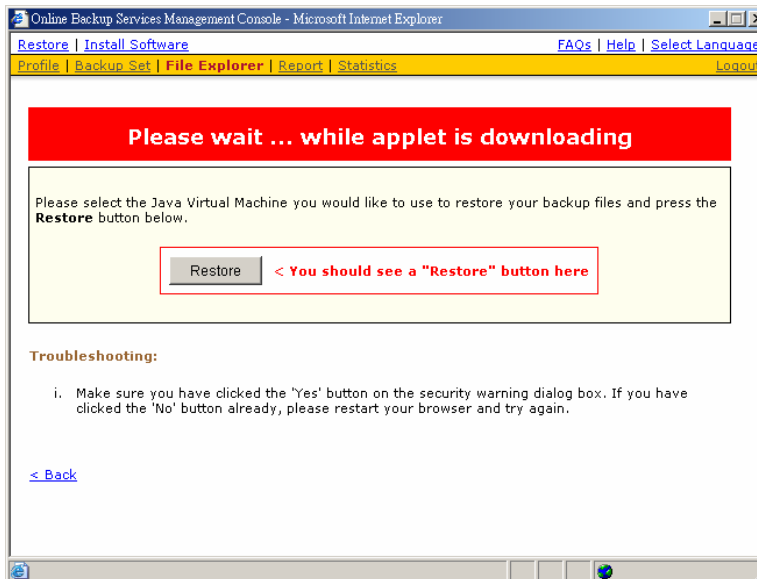 Online Backup Services Management Console - Microsoft Internet Explorer
Restore | Install Software FAQs | Help | Select Language
Profile | Backup Set | File Explorer | Report | Statistics Logout
Please wait ... while applet is downloading
Please select the Java Virtual Machine you would like to use to restore your backup files and press the
Restore button below.
Restore < You should see a "Restore" button here
Troubleshooting:
i. Make sure you have clicked the 'Yes' button on the security warning dialog box. If you have
clicked the 'No' button already, please restart your browser and try again.
< Back